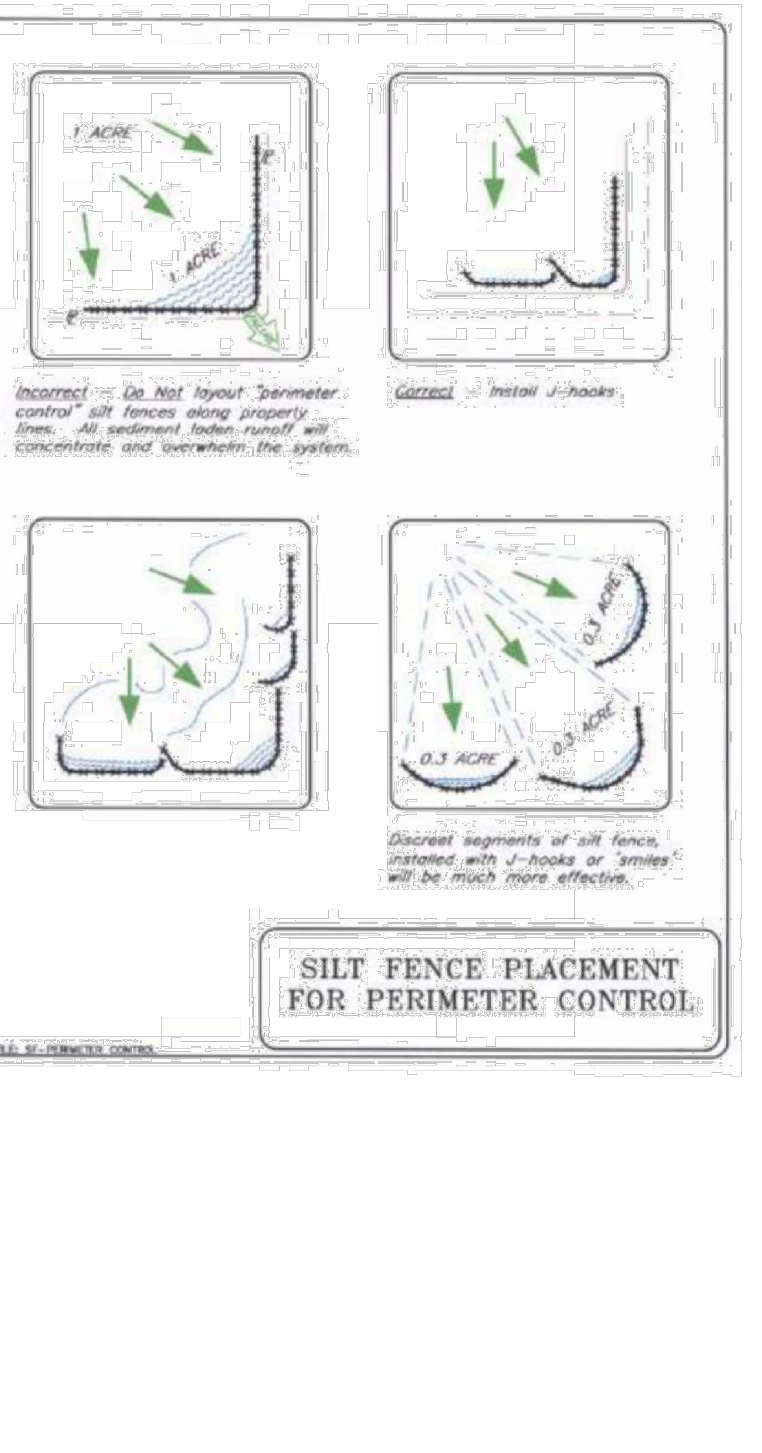 1 ACRE
1 ACRE
Incorrect - Do Not layout "perimeter
control" silt fences along property
lines. All sediment laden runoff will
concentrate and overwhelm the system.
Correct - Install J-hooks
0.3 ACRE
0.3 ACRE
0.3 ACRE
Discreet segments of silt fence,
installed with J-hooks or 'smiles'
will be much more effective.
SILT FENCE PLACEMENT
FOR PERIMETER CONTROL
SF-PERIMETER CONTROL